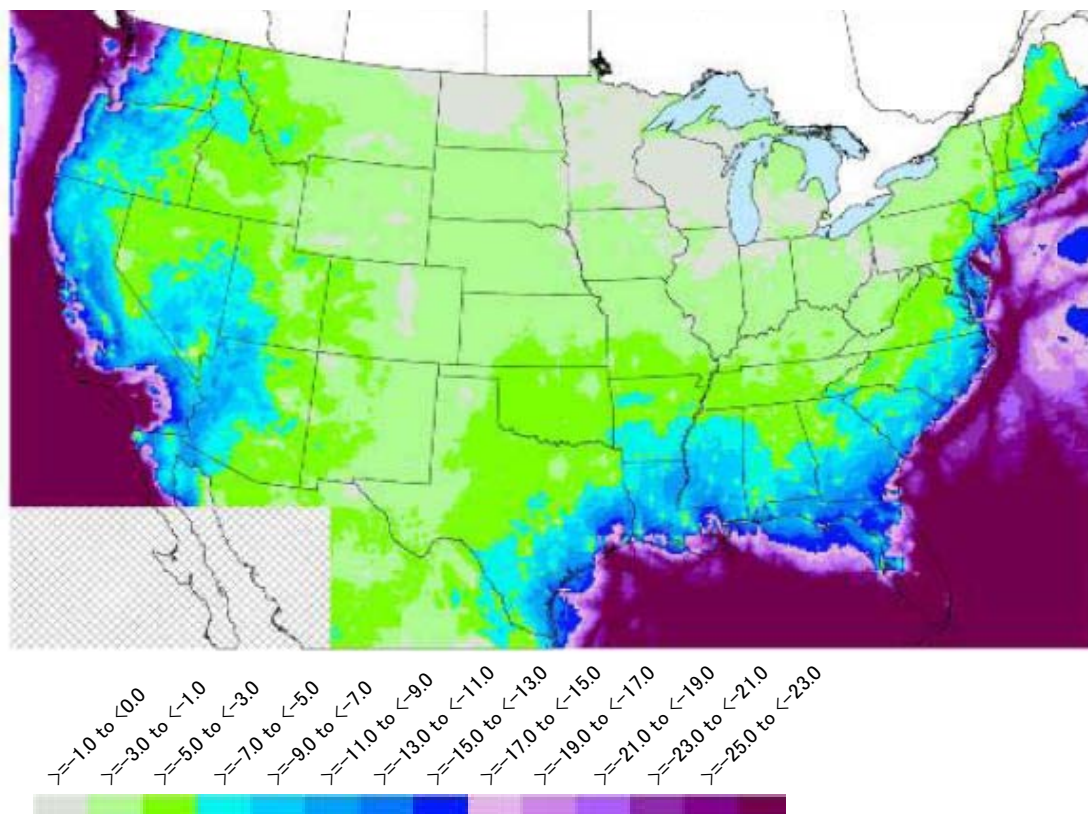 >=-1.0 to <0.0
>=-3.0 to <-1.0
>=-5.0 to <-3.0
>=-7.0 to <-5.0
>=-9.0 to <-7.0
>=-11.0 to <-9.0
>=-13.0 to <-11.0
>=-15.0 to <-13.0
>=-17.0 to <-15.0
>=-19.0 to <-17.0
>=-21.0 to <-19.0
>=-23.0 to <-21.0
>=-25.0 to <-23.0